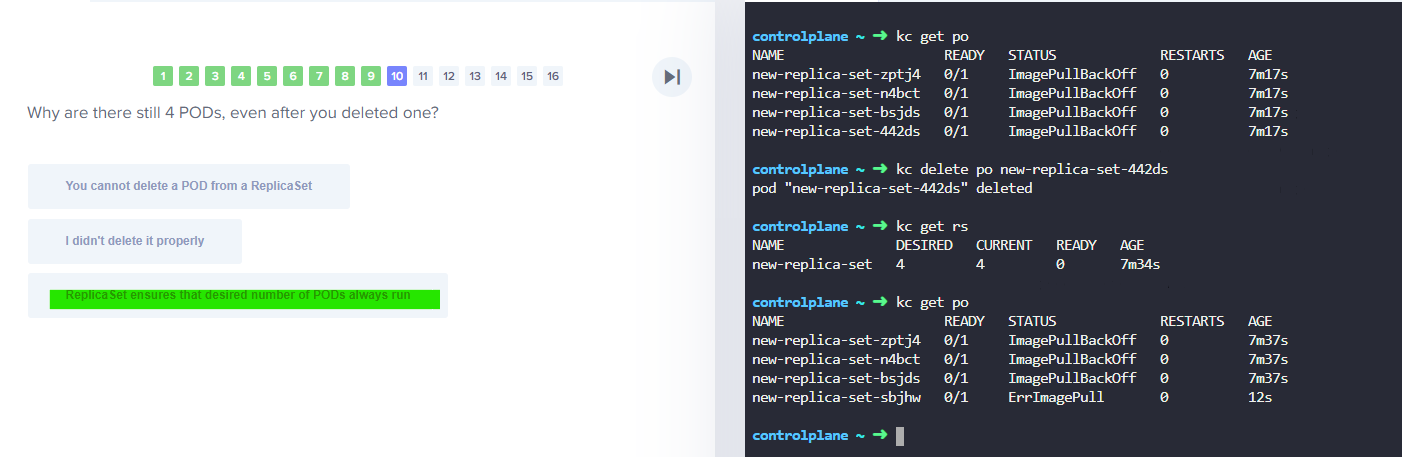 1 2 3 4 5 6 7 8 9 10 11 12 13 14 15 16
Why are there still 4 PODs, even after you deleted one?
You cannot delete a POD from a ReplicaSet
I didn't delete it properly
ReplicaSet ensures that desired number of PODs always run
controlplane ~ ➜ kc get po
NAME READY STATUS RESTARTS AGE
new-replica-set-zptj4 0/1 ImagePullBackOff 0 7m17s
new-replica-set-n4bct 0/1 ImagePullBackOff 0 7m17s
new-replica-set-bsjds 0/1 ImagePullBackOff 0 7m17s
new-replica-set-442ds 0/1 ImagePullBackOff 0 7m17s
controlplane ~ ➜ kc delete po new-replica-set-442ds
pod "new-replica-set-442ds" deleted
controlplane ~ ➜ kc get rs
NAME DESIRED CURRENT READY AGE
new-replica-set 4 4 0 7m34s
controlplane ~ ➜ kc get po
NAME READY STATUS RESTARTS AGE
new-replica-set-zptj4 0/1 ImagePullBackOff 0 7m37s
new-replica-set-n4bct 0/1 ImagePullBackOff 0 7m37s
new-replica-set-bsjds 0/1 ImagePullBackOff 0 7m37s
new-replica-set-sbjhw 0/1 ErrImagePull 0 12s
controlplane ~ ➜